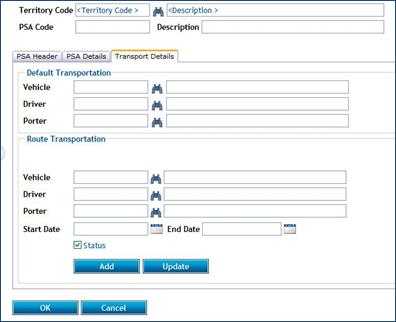 Territory Code <Territory Code > <Description >
PSA Code Description
PSA Header PSA Details Transport Details
Default Transportation
Vehicle
Driver
Porter
Route Transportation
Vehicle
Driver
Porter
Start Date End Date
Status
Add Update
OK Cancel